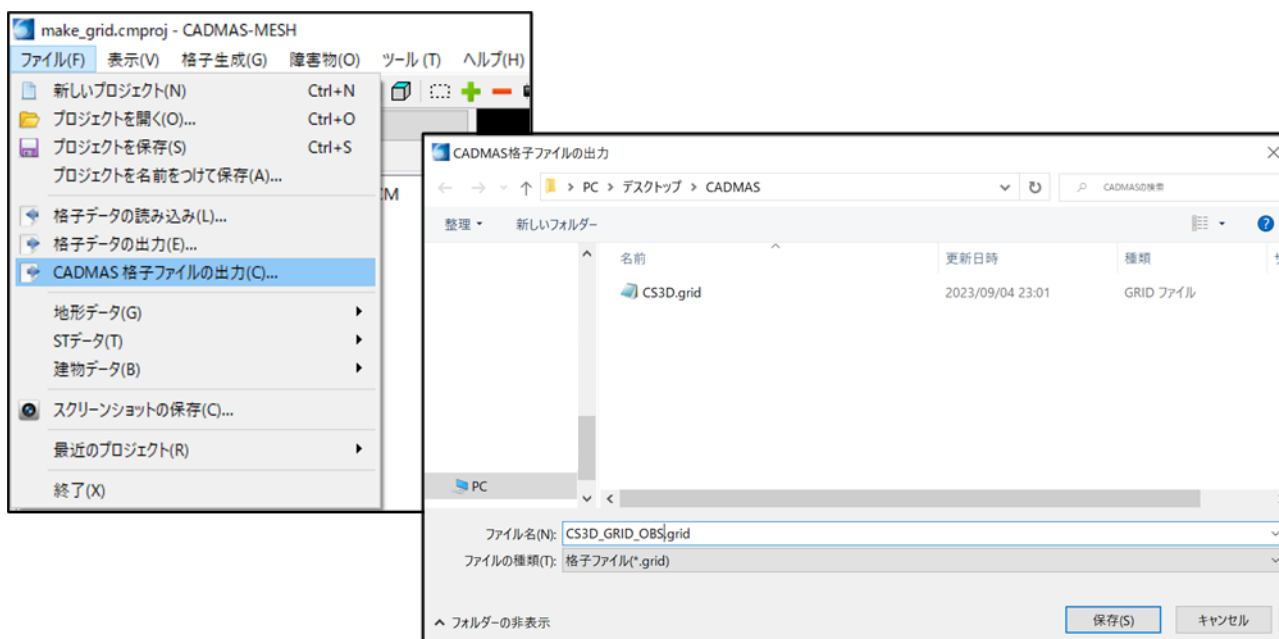 make_grid.cmproj - CADMAS-MESH
ファイル(F) 表示(V) 格子生成(G) 障害物(O) ツール (T) ヘルプ(H)
新しいプロジェクト(N) Ctrl+N
プロジェクトを開く(O)... Ctrl+O
プロジェクトを保存(S) Ctrl+S
プロジェクトを名前をつけて保存(A)...
格子データの読み込み(L)...
格子データの出力(E)...
CADMAS 格子ファイルの出力(C)...
地形データ(G)
STデータ(T)
建物データ(B)
スクリーンショットの保存(C)...
最近のプロジェクト(R)
終了(X)
CADMAS格子ファイルの出力
PC > デスクトップ > CADMAS
CADMASの検索
整理 新しいフォルダー
名前 更新日時 種類
CS3D.grid 2023/09/04 23:01 GRID ファイル
PC
ファイル名(N): CS3D_GRID_OBS.grid
ファイルの種類(T): 格子ファイル(*.grid)
フォルダーの非表示 保存(S) キャンセル